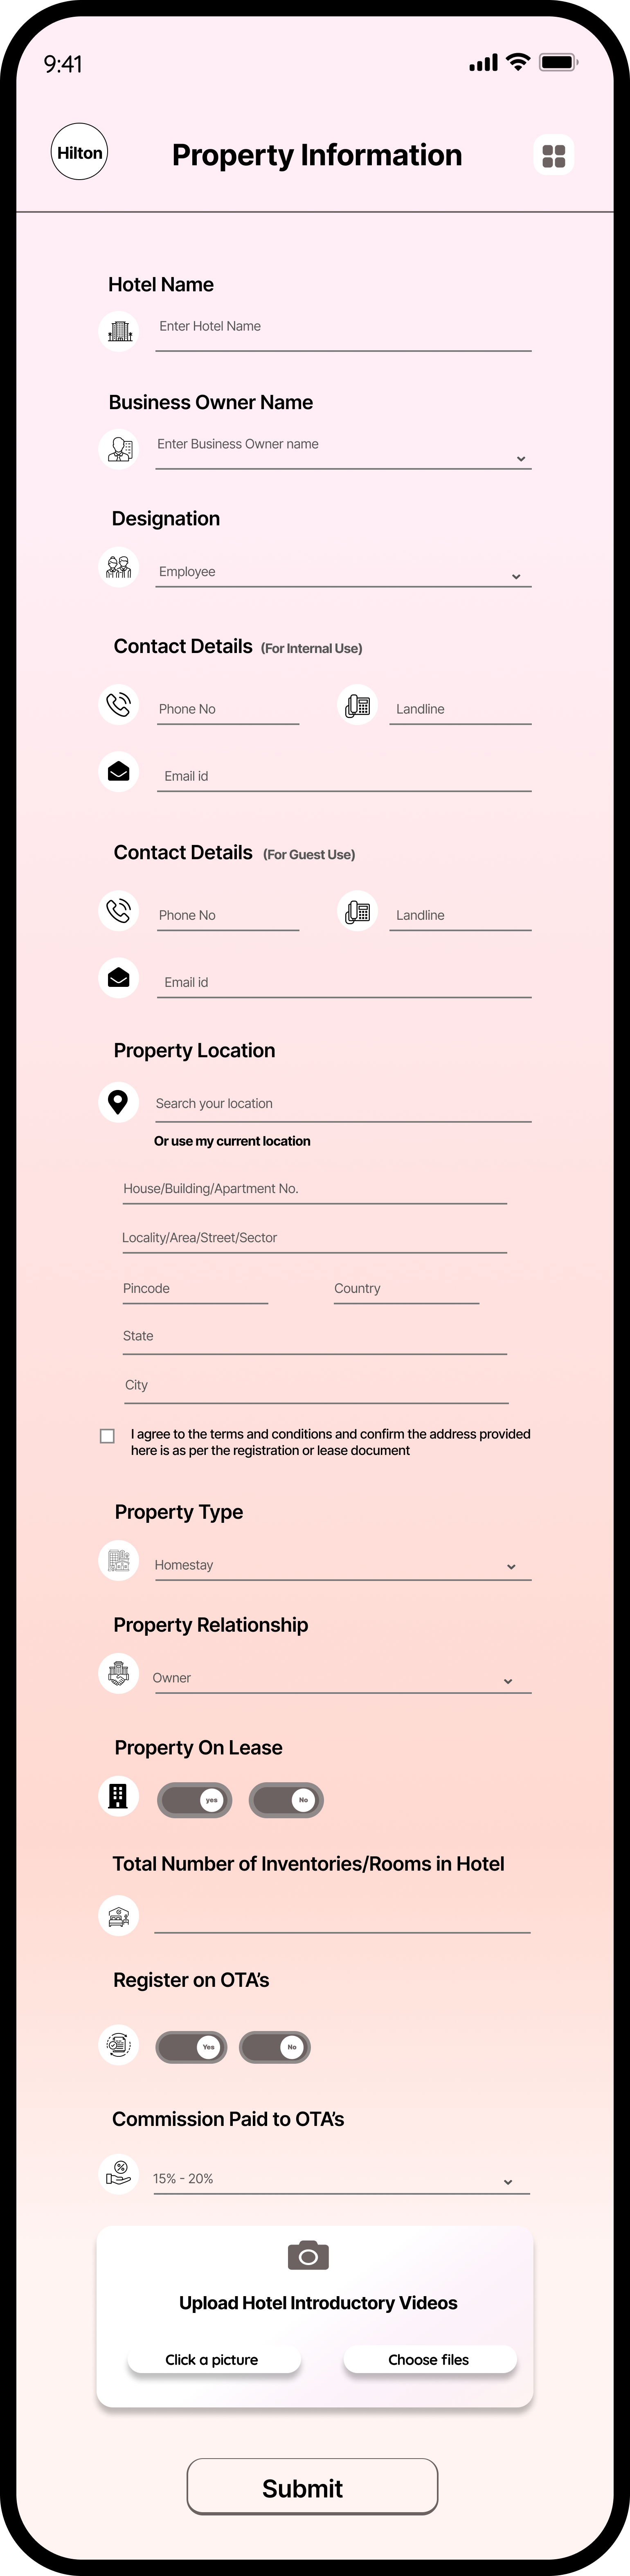 9:41
Hilton
Property Information
Hotel Name
Enter Hotel Name
Business Owner Name
Enter Business Owner name
Designation
Employee
Contact Details (For Internal Use)
Phone No
Landline
Email id
Contact Details (For Guest Use)
Phone No
Landline
Email id
Property Location
Search your location
Or use my current location
House/Building/Apartment No.
Locality/Area/Street/Sector
Pincode
Country
State
City
I agree to the terms and conditions and confirm the address provided
here is as per the registration or lease document
Property Type
Homestay
Property Relationship
Owner
Property On Lease
yes
No
Total Number of Inventories/Rooms in Hotel
Register on OTA’s
Yes
No
Commission Paid to OTA’s
15% - 20%
Upload Hotel Introductory Videos
Click a picture
Choose files
Submit